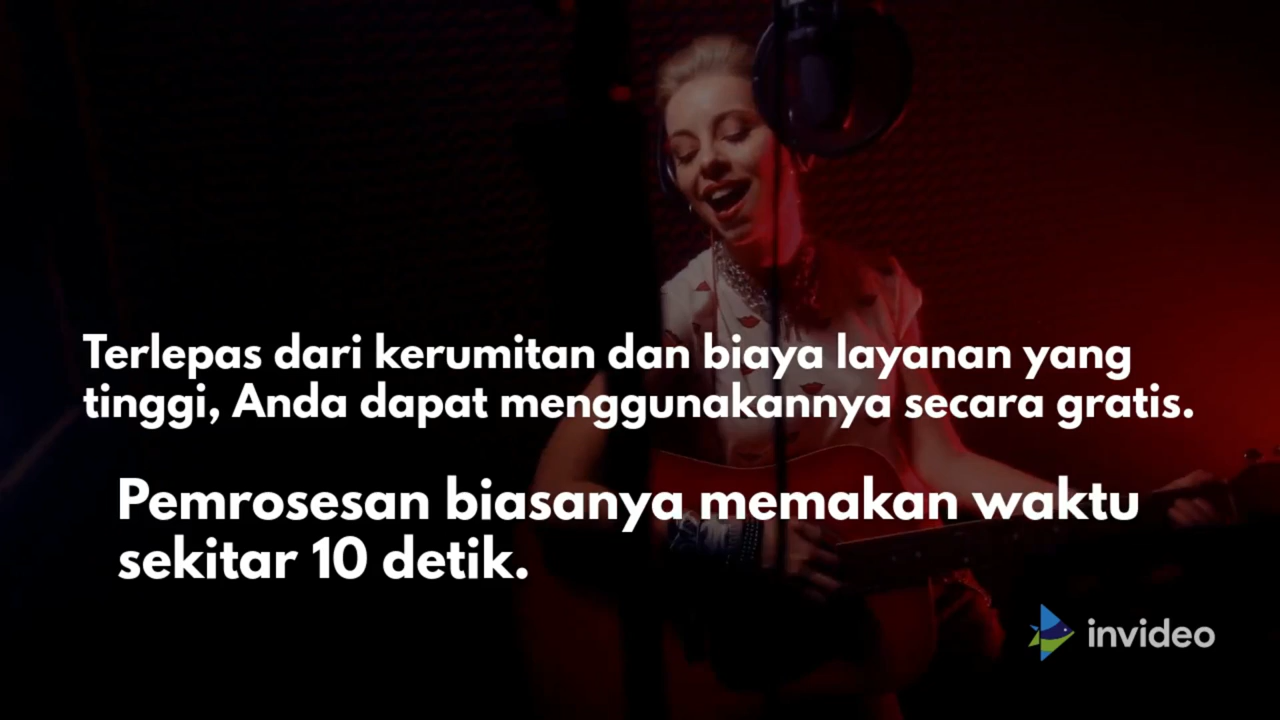 Terlepas dari kerumitan dan biaya layanan yang
tinggi, Anda dapat menggunakannya secara gratis.
Pemrosesan biasanya memakan waktu
sekitar 10 detik.
invideo